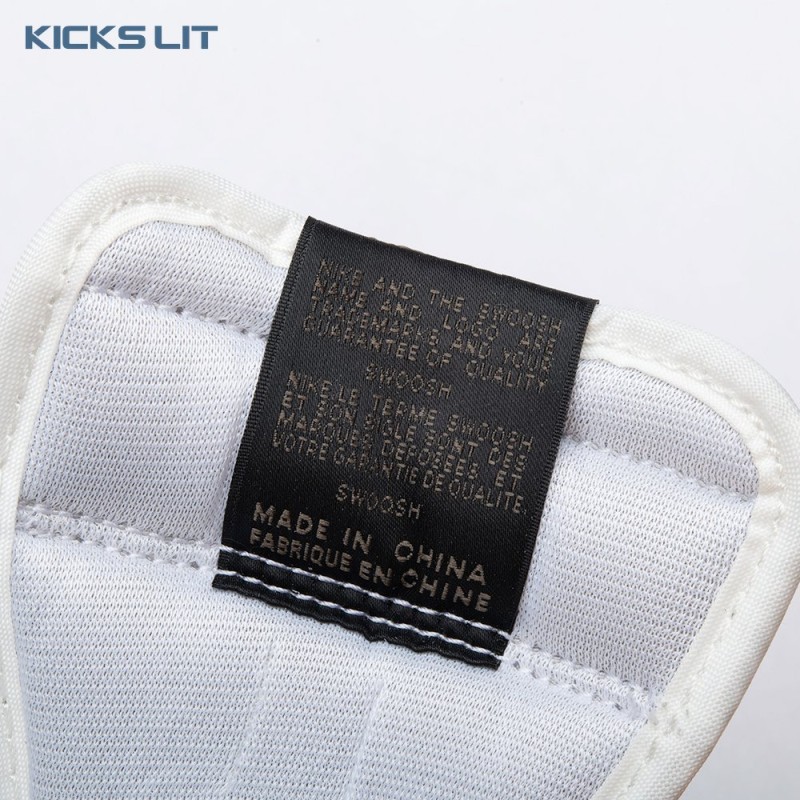 KICKS LIT
NIKE AND THE SWOOSH
NAME AND LOGO ARE
TRADEMARKS AND YOUR
GUARANTEE OF QUALITY
SWOOSH
NIKE LE TERME SWOOSH
ET SON SIGLE SONT DES
MARQUES DEPOSEES ET
VOTRE GARANTIE DE QUALITE.
SWOOSH
MADE IN CHINA
FABRIQUE EN CHINE